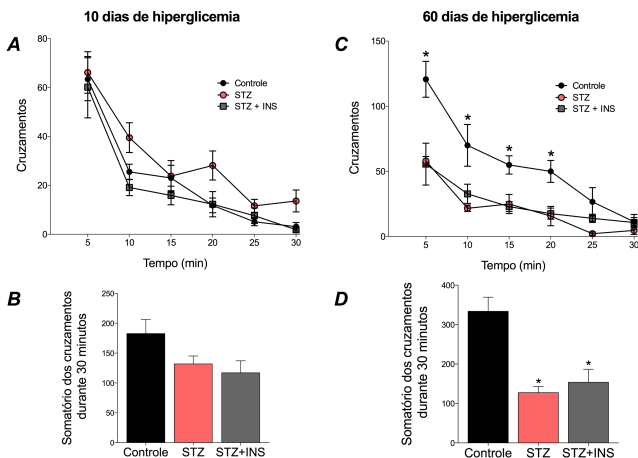 10 dias de hiperglicemia
60 dias de hiperglicemia
A
80
60
40
20
0
Cruzamentos
Controle
STZ
STZ + INS
5
10
15
20
25
30
Tempo (min)
C
150
100
50
0
Cruzamentos
*
*
*
*
Controle
STZ
STZ + INS
5
10
15
20
25
30
Tempo (min)
B
Somatório dos cruzamentos
durante 30 minutos
250
200
150
100
50
0
Controle
STZ
STZ+INS
D
Somatório dos cruzamentos
durante 30 minutos
400
300
200
100
0
*
*
Controle
STZ
STZ+INS